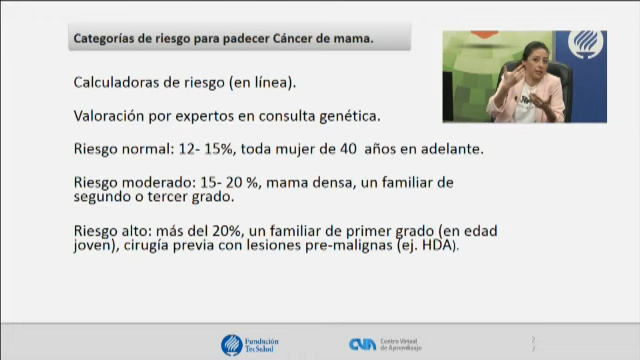 Categorías de riesgo para padecer Cáncer de mama.
Calculadoras de riesgo (en línea).
Valoración por expertos en consulta genética.
Riesgo normal: 12- 15%, toda mujer de 40 años en adelante.
Riesgo moderado: 15- 20 %, mama densa, un familiar de
segundo o tercer grado.
Riesgo alto: más del 20%, un familiar de primer grado (en edad
joven), cirugía previa con lesiones pre-malignas (ej. HDA).
Fundación
TecSalud
CVA
Centro Virtual
de Aprendizaje